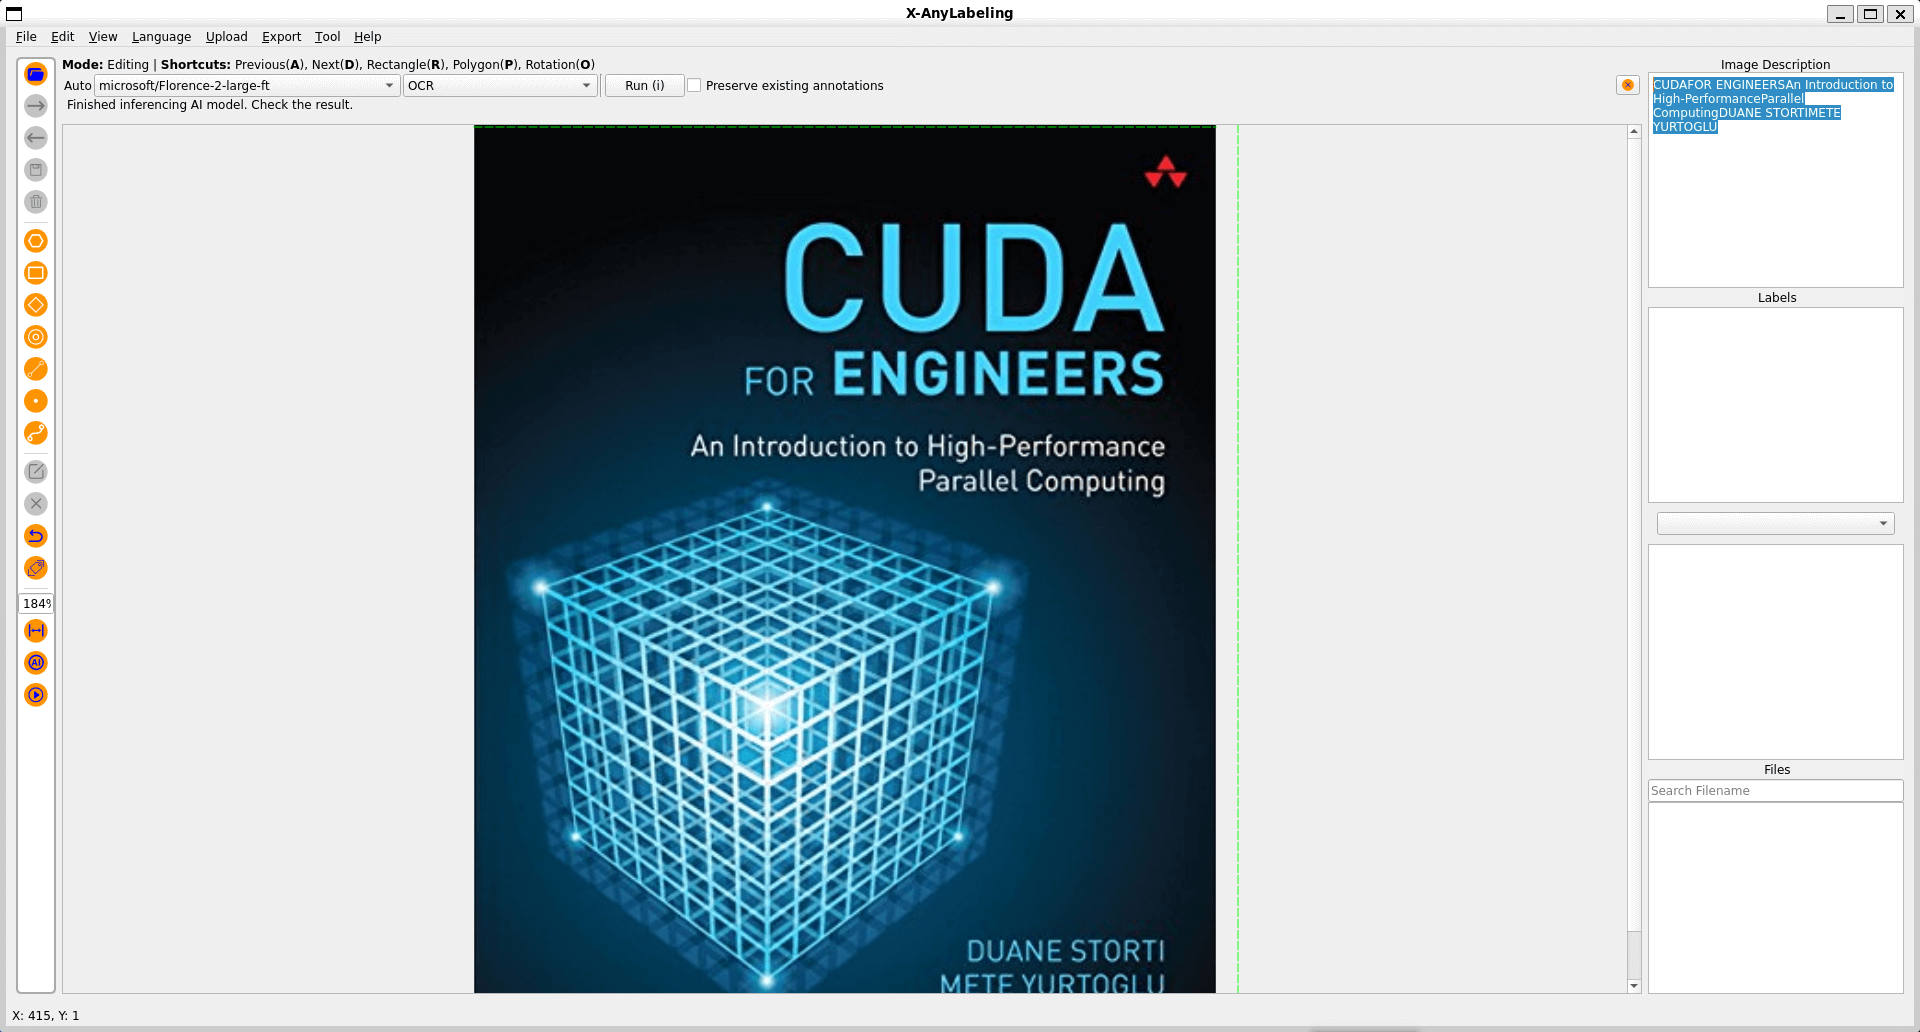 X-AnyLabeling
File Edit View Language Upload Export Tool Help
Mode: Editing | Shortcuts: Previous(A), Next(D), Rectangle(R), Polygon(P), Rotation(O)
Auto microsoft/Florence-2-large-ft OCR Run (i) Preserve existing annotations
Finished inferencing AI model. Check the result.
CUDA
FOR ENGINEERS
An Introduction to High-Performance
Parallel Computing
DUANE STORTI
METE YURTOGLU
184%
AI
Image Description
CUDAFOR ENGINEERSAn Introduction to
High-PerformanceParallel
ComputingDUANE STORTIMETE
YURTOGLU
Labels
Files
Search Filename
X: 415, Y: 1